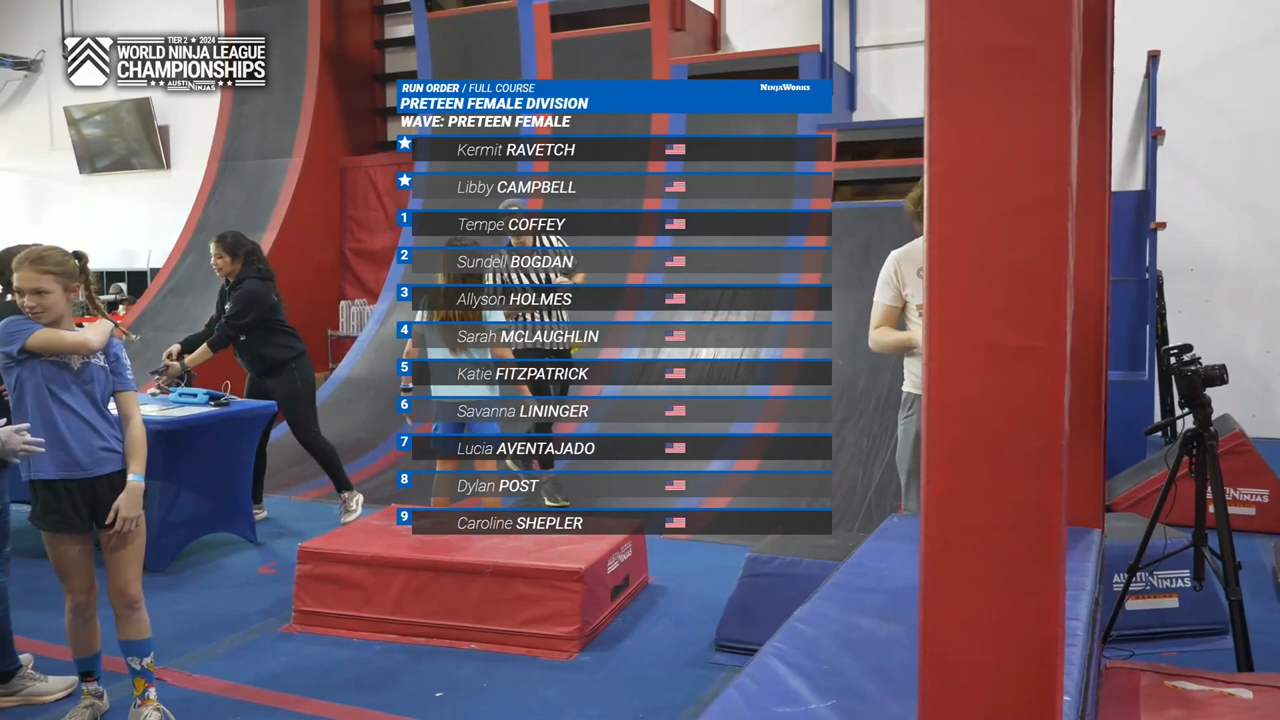 TIER 2 ★ 2024
WORLD NINJA LEAGUE
CHAMPIONSHIPS
AUSTIN NINJAS
RUN ORDER / FULL COURSE
NINJAWORKS
PRETEEN FEMALE DIVISION
WAVE: PRETEEN FEMALE
Kermit RAVETCH
Libby CAMPBELL
1 Tempe COFFEY
2 Sundell BOGDAN
3 Allyson HOLMES
4 Sarah MCLAUGHLIN
5 Katie FITZPATRICK
6 Savanna LININGER
7 Lucia AVENTAJADO
8 Dylan POST
9 Caroline SHEPLER
AUSTIN NINJAS
AUSTIN NINJAS
AUSTIN NINJAS